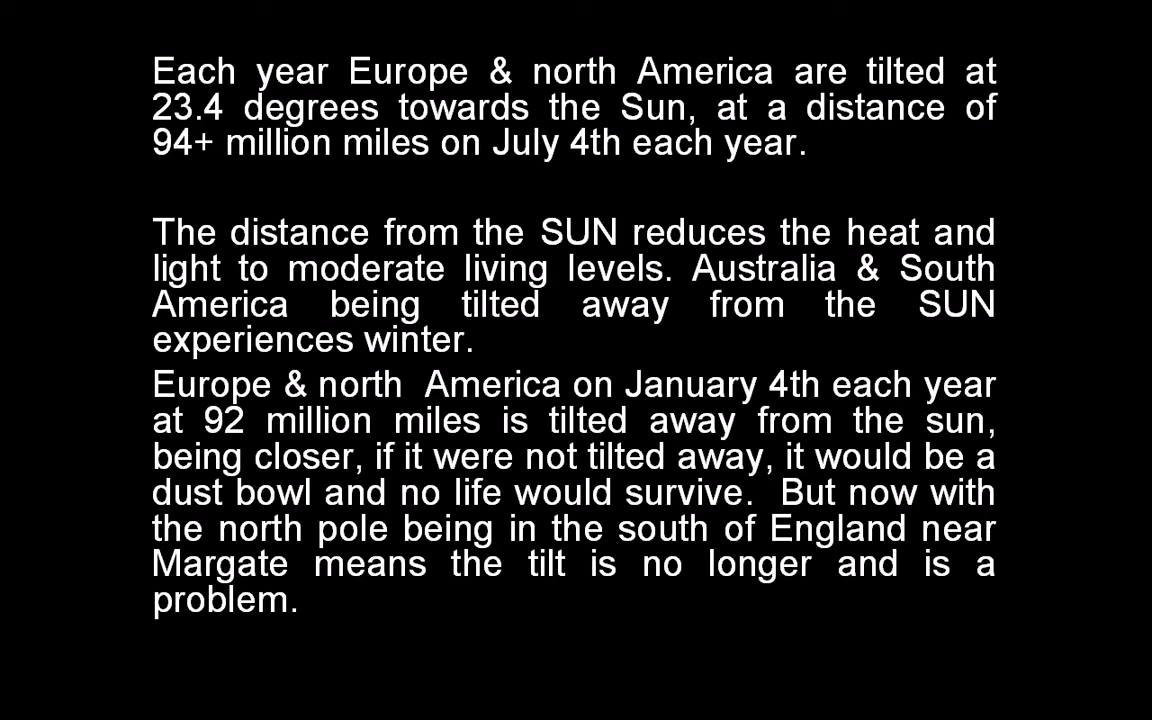 Each year Europe & north America are tilted at
23.4 degrees towards the Sun, at a distance of
94+ million miles on July 4th each year.
The distance from the SUN reduces the heat and
light to moderate living levels. Australia & South
America being tilted away from the SUN
experiences winter.
Europe & north America on January 4th each year
at 92 million miles is tilted away from the sun,
being closer, if it were not tilted away, it would be a
dust bowl and no life would survive. But now with
the north pole being in the south of England near
Margate means the tilt is no longer and is a
problem.